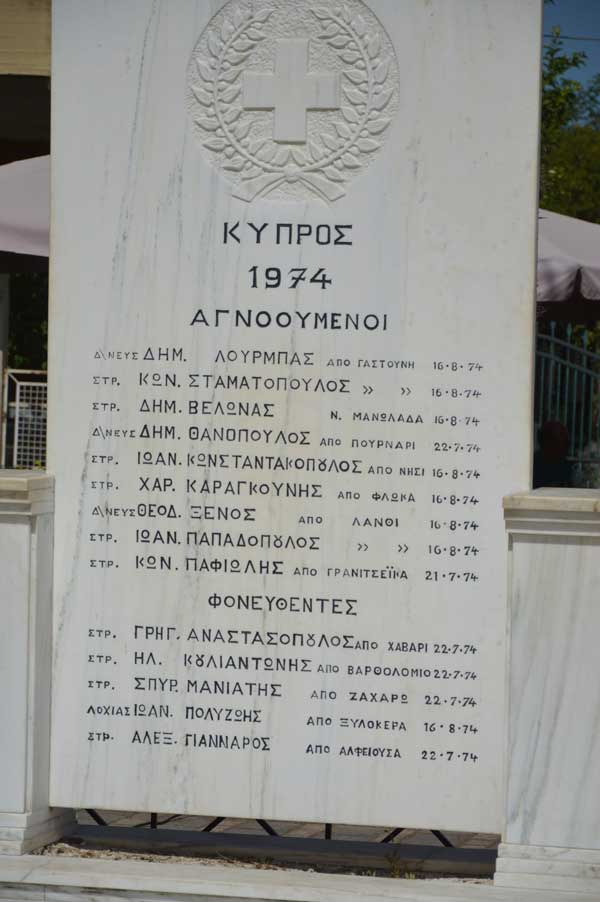 ΚΥΠΡΟΣ
1974
ΑΓΝΟΟΥΜΕΝΟΙ
Δ\ΝΕΥΣ ΔΗΜ. ΛΟΥΡΜΠΑΣ ΑΠΟ ΓΑΣΤΟΥΝΗ 16·8·74
ΣΤΡ. ΚΩΝ. ΣΤΑΜΑΤΟΠΟΥΛΟΣ » » 16·8·74
ΣΤΡ. ΔΗΜ. ΒΕΛΩΝΑΣ Ν. ΜΑΝΩΛΑΔΑ 16·8·74
Δ\ΝΕΥΣ ΔΗΜ. ΘΑΝΟΠΟΥΛΟΣ ΑΠΟ ΠΟΥΡΝΑΡΙ 22·7·74
ΣΤΡ. ΙΩΑΝ. ΚΩΝΣΤΑΝΤΑΚΟΠΟΥΛΟΣ ΑΠΟ ΝΗΣΙ 16·8·74
ΣΤΡ. ΧΑΡ. ΚΑΡΑΓΚΟΥΝΗΣ ΑΠΟ ΦΛΩΚΑ 16·8·74
Δ\ΝΕΥΣ ΘΕΟΔ. ΞΕΝΟΣ ΑΠΟ ΛΑΝΘΙ 16·8·74
ΣΤΡ. ΙΩΑΝ. ΠΑΠΑΔΟΠΟΥΛΟΣ » » 16·8·74
ΣΤΡ. ΚΩΝ. ΠΑΦΙΩΛΗΣ ΑΠΟ ΓΡΑΝΙΤΣΕΪΚΑ 21·7·74
ΦΟΝΕΥΘΕΝΤΕΣ
ΣΤΡ. ΓΡΗΓ. ΑΝΑΣΤΑΣΟΠΟΥΛΟΣ ΑΠΟ ΧΑΒΑΡΙ 22·7·74
ΣΤΡ. ΗΛ. ΚΟΥΛΙΑΝΤΩΝΗΣ ΑΠΟ ΒΑΡΘΟΛΟΜΙΟ 22·7·74
ΣΤΡ. ΣΠΥΡ. ΜΑΝΙΑΤΗΣ ΑΠΟ ΖΑΧΑΡΩ 22·7·74
ΛΟΧΙΑΣ ΙΩΑΝ. ΠΟΛΥΖΩΗΣ ΑΠΟ ΞΥΛΟΚΕΡΑ 16·8·74
ΣΤΡ. ΑΛΕΞ. ΓΙΑΝΝΑΡΟΣ ΑΠΟ ΑΛΦΕΙΟΥΣΑ 22·7·74